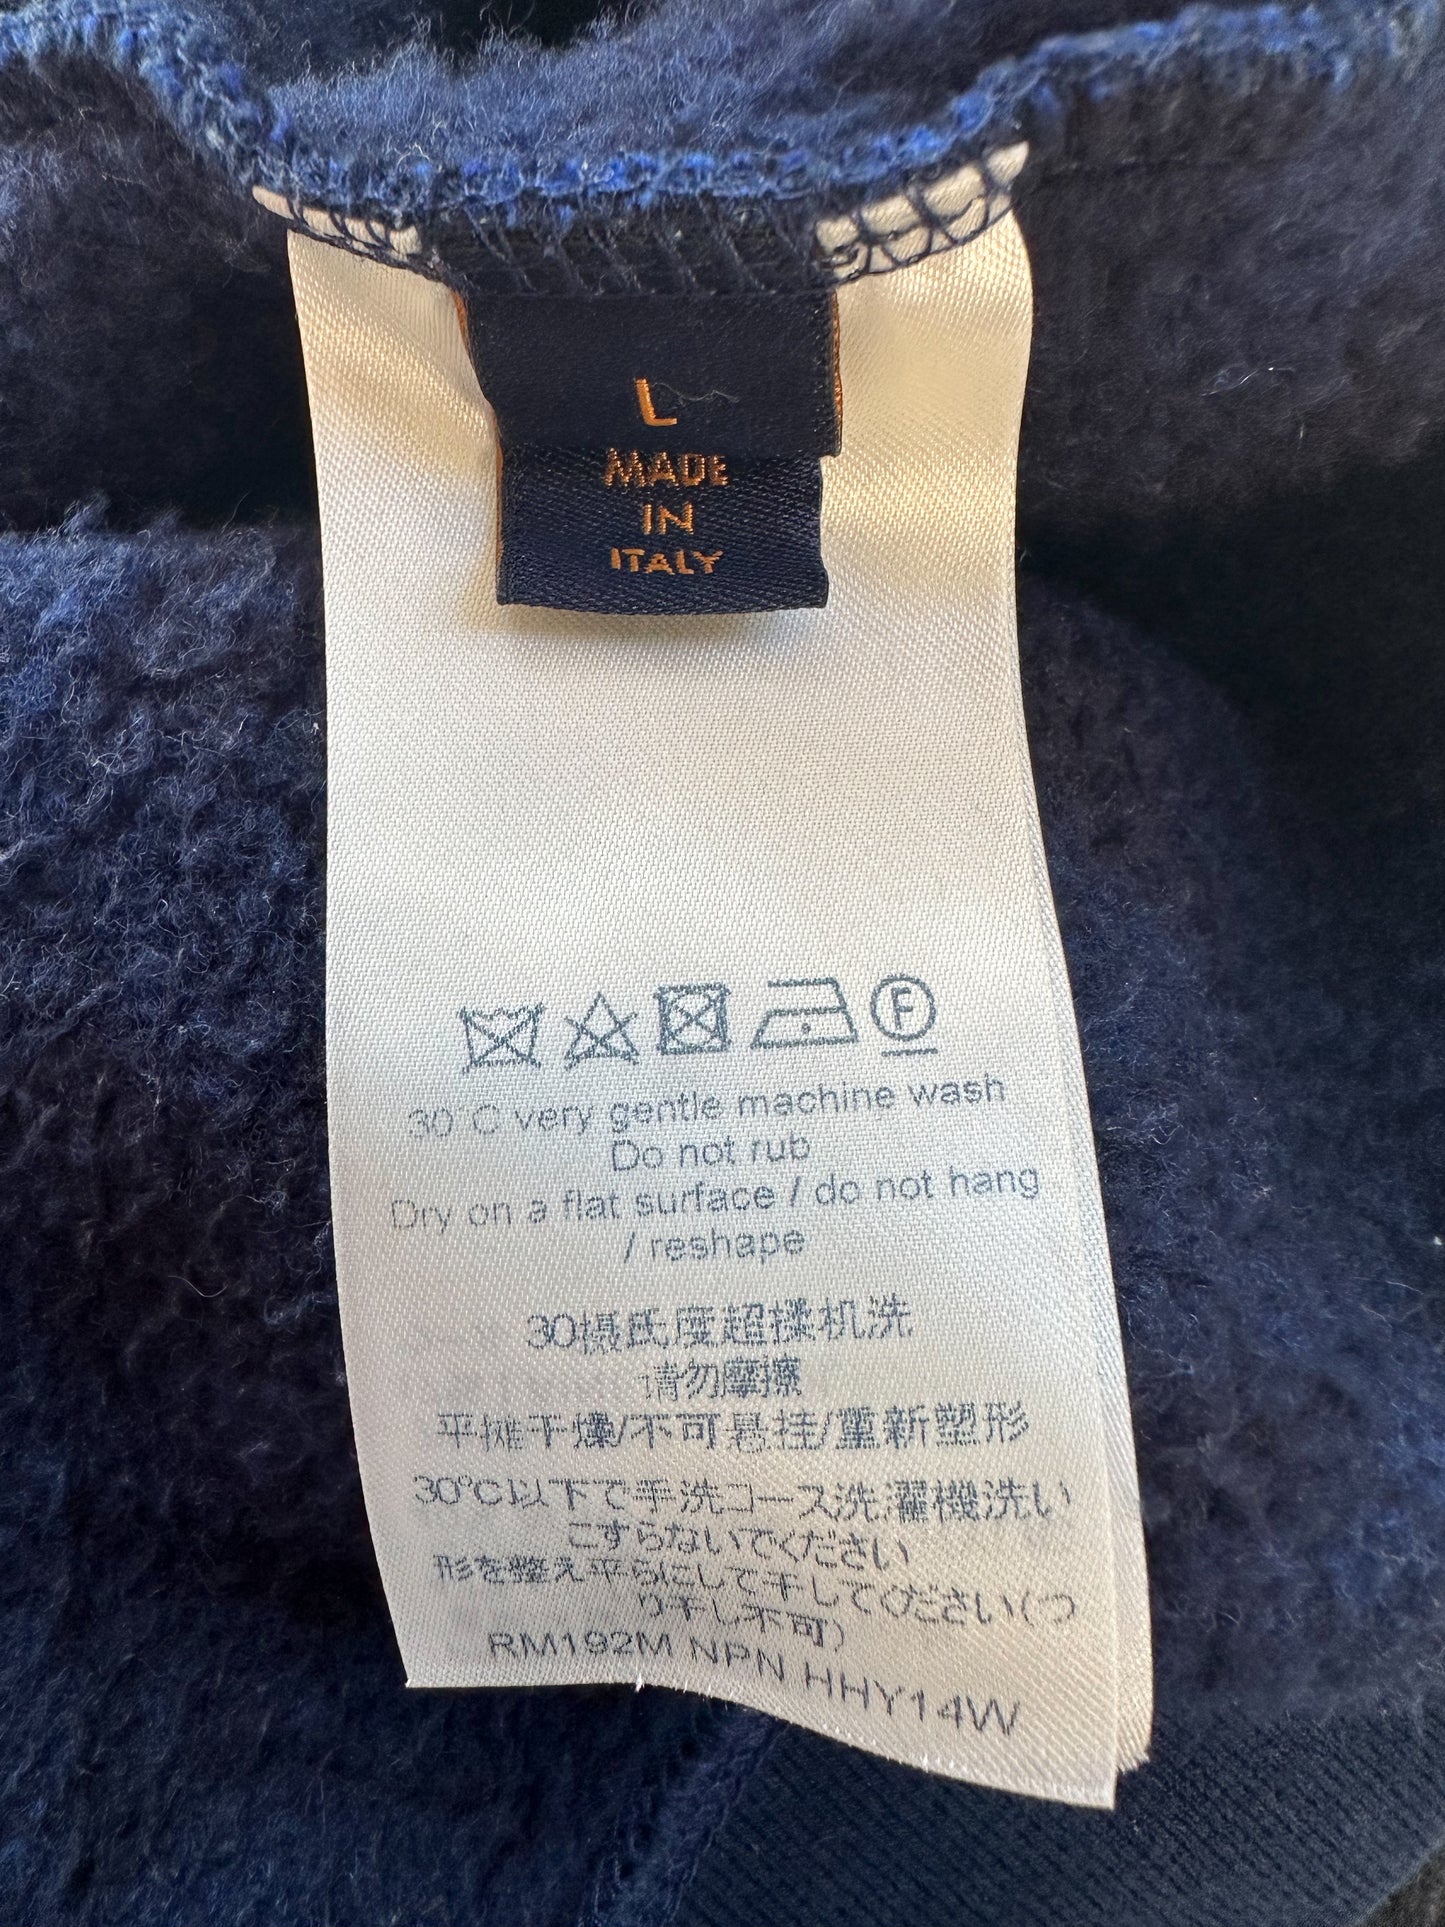 L
MADE
IN
ITALY
F
30°C very gentle machine wash
Do not rub
Dry on a flat surface / do not hang
/ reshape
30摄氏度超揉机洗
请勿摩擦
平摊干燥/不可悬挂/重新塑形
30℃以下で手洗コース洗濯機洗い
こすらないでください
形を整え平らにして干してください(つ
り干し不可)
RM192M NPN HHY14W